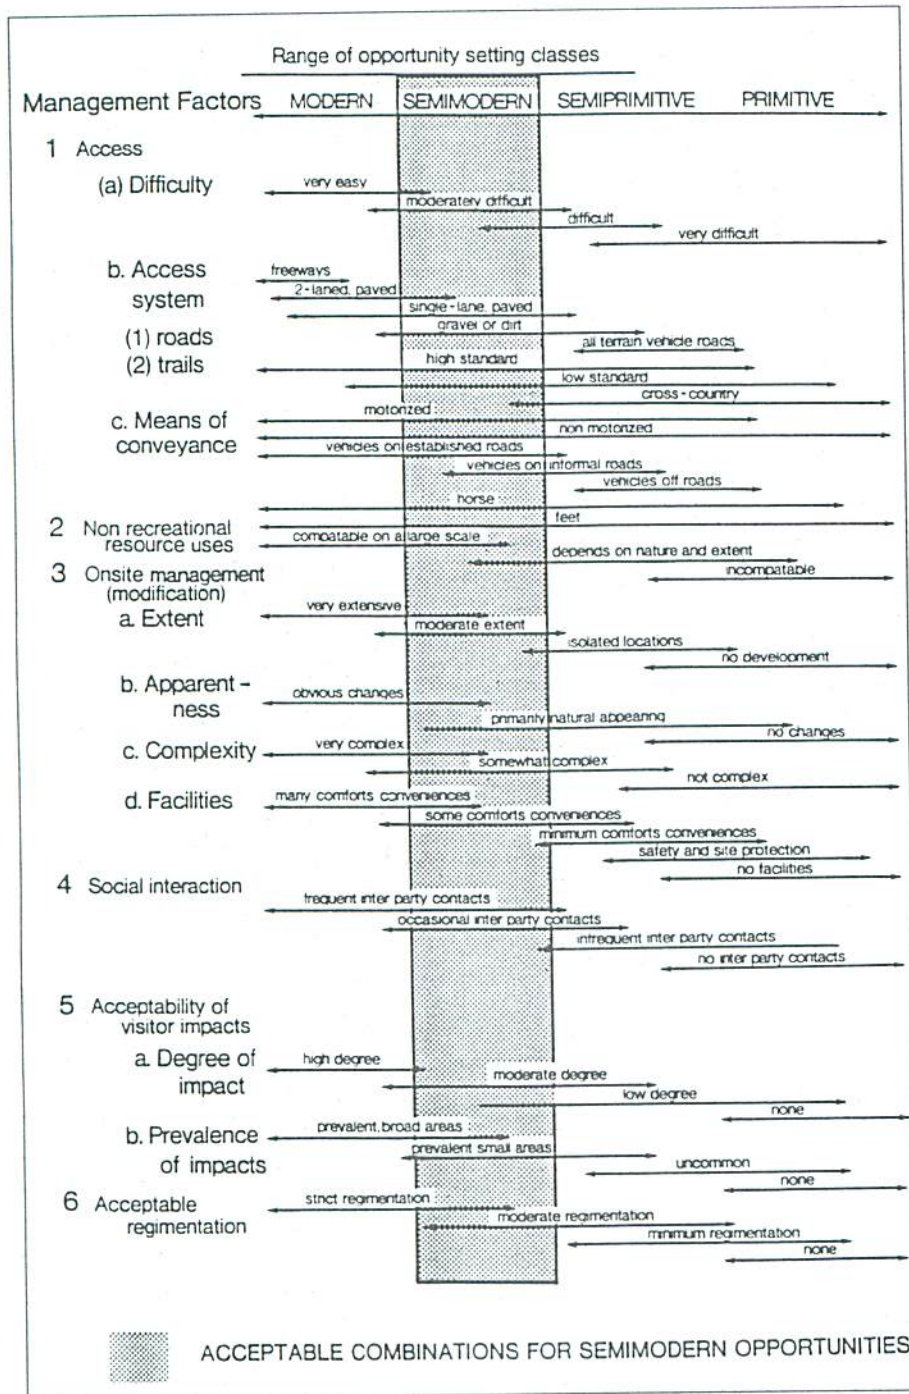 Range of opportunity setting classes
Management Factors MODERN SEMIMODERN SEMIPRIMITIVE PRIMITIVE
1 Access
(a) Difficulty very easy
moderately difficult
difficult
very difficult
b. Access system
freeways
2-laned, paved
single-lane, paved
(1) roads gravel or dirt
all terrain vehicle roads
(2) trails high standard
low standard
cross-country
c. Means of conveyance
motorized
non motorized
vehicles on established roads
vehicles on informal roads
vehicles off roads
horse
feet
2 Non recreational
resource uses
compatable on a large scale
depends on nature and extent
incompatable
3 Onsite management
(modification)
a. Extent very extensive
moderate extent
isolated locations
no development
b. Apparent-
ness
obvious changes
primarily natural appearing
no changes
c. Complexity very complex
somewhat complex
not complex
d. Facilities many comforts conveniences
some comforts conveniences
minimum comforts conveniences
safety and site protection
no facilities
4 Social interaction
frequent inter party contacts
occasional inter party contacts
infrequent inter party contacts
no inter party contacts
5 Acceptability of
visitor impacts
a. Degree of
impact
high degree
moderate degree
low degree
none
b. Prevalence
of impacts
prevalent, broad areas
prevalent small areas
uncommon
none
6 Acceptable
regimentation
strict regimentation
moderate regimentation
minimum regimentation
none
ACCEPTABLE COMBINATIONS FOR SEMIMODERN OPPORTUNITIES